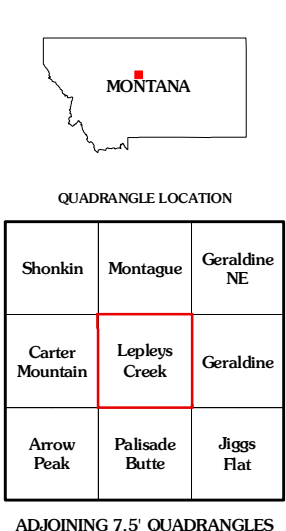 MONTANA
QUADRANGLE LOCATION
Shonkin
Montague
Geraldine
NE
Carter
Mountain
Lepleys
Creek
Geraldine
Arrow
Peak
Palisade
Butte
Jiggs
Flat
ADJOINING 7.5' QUADRANGLES